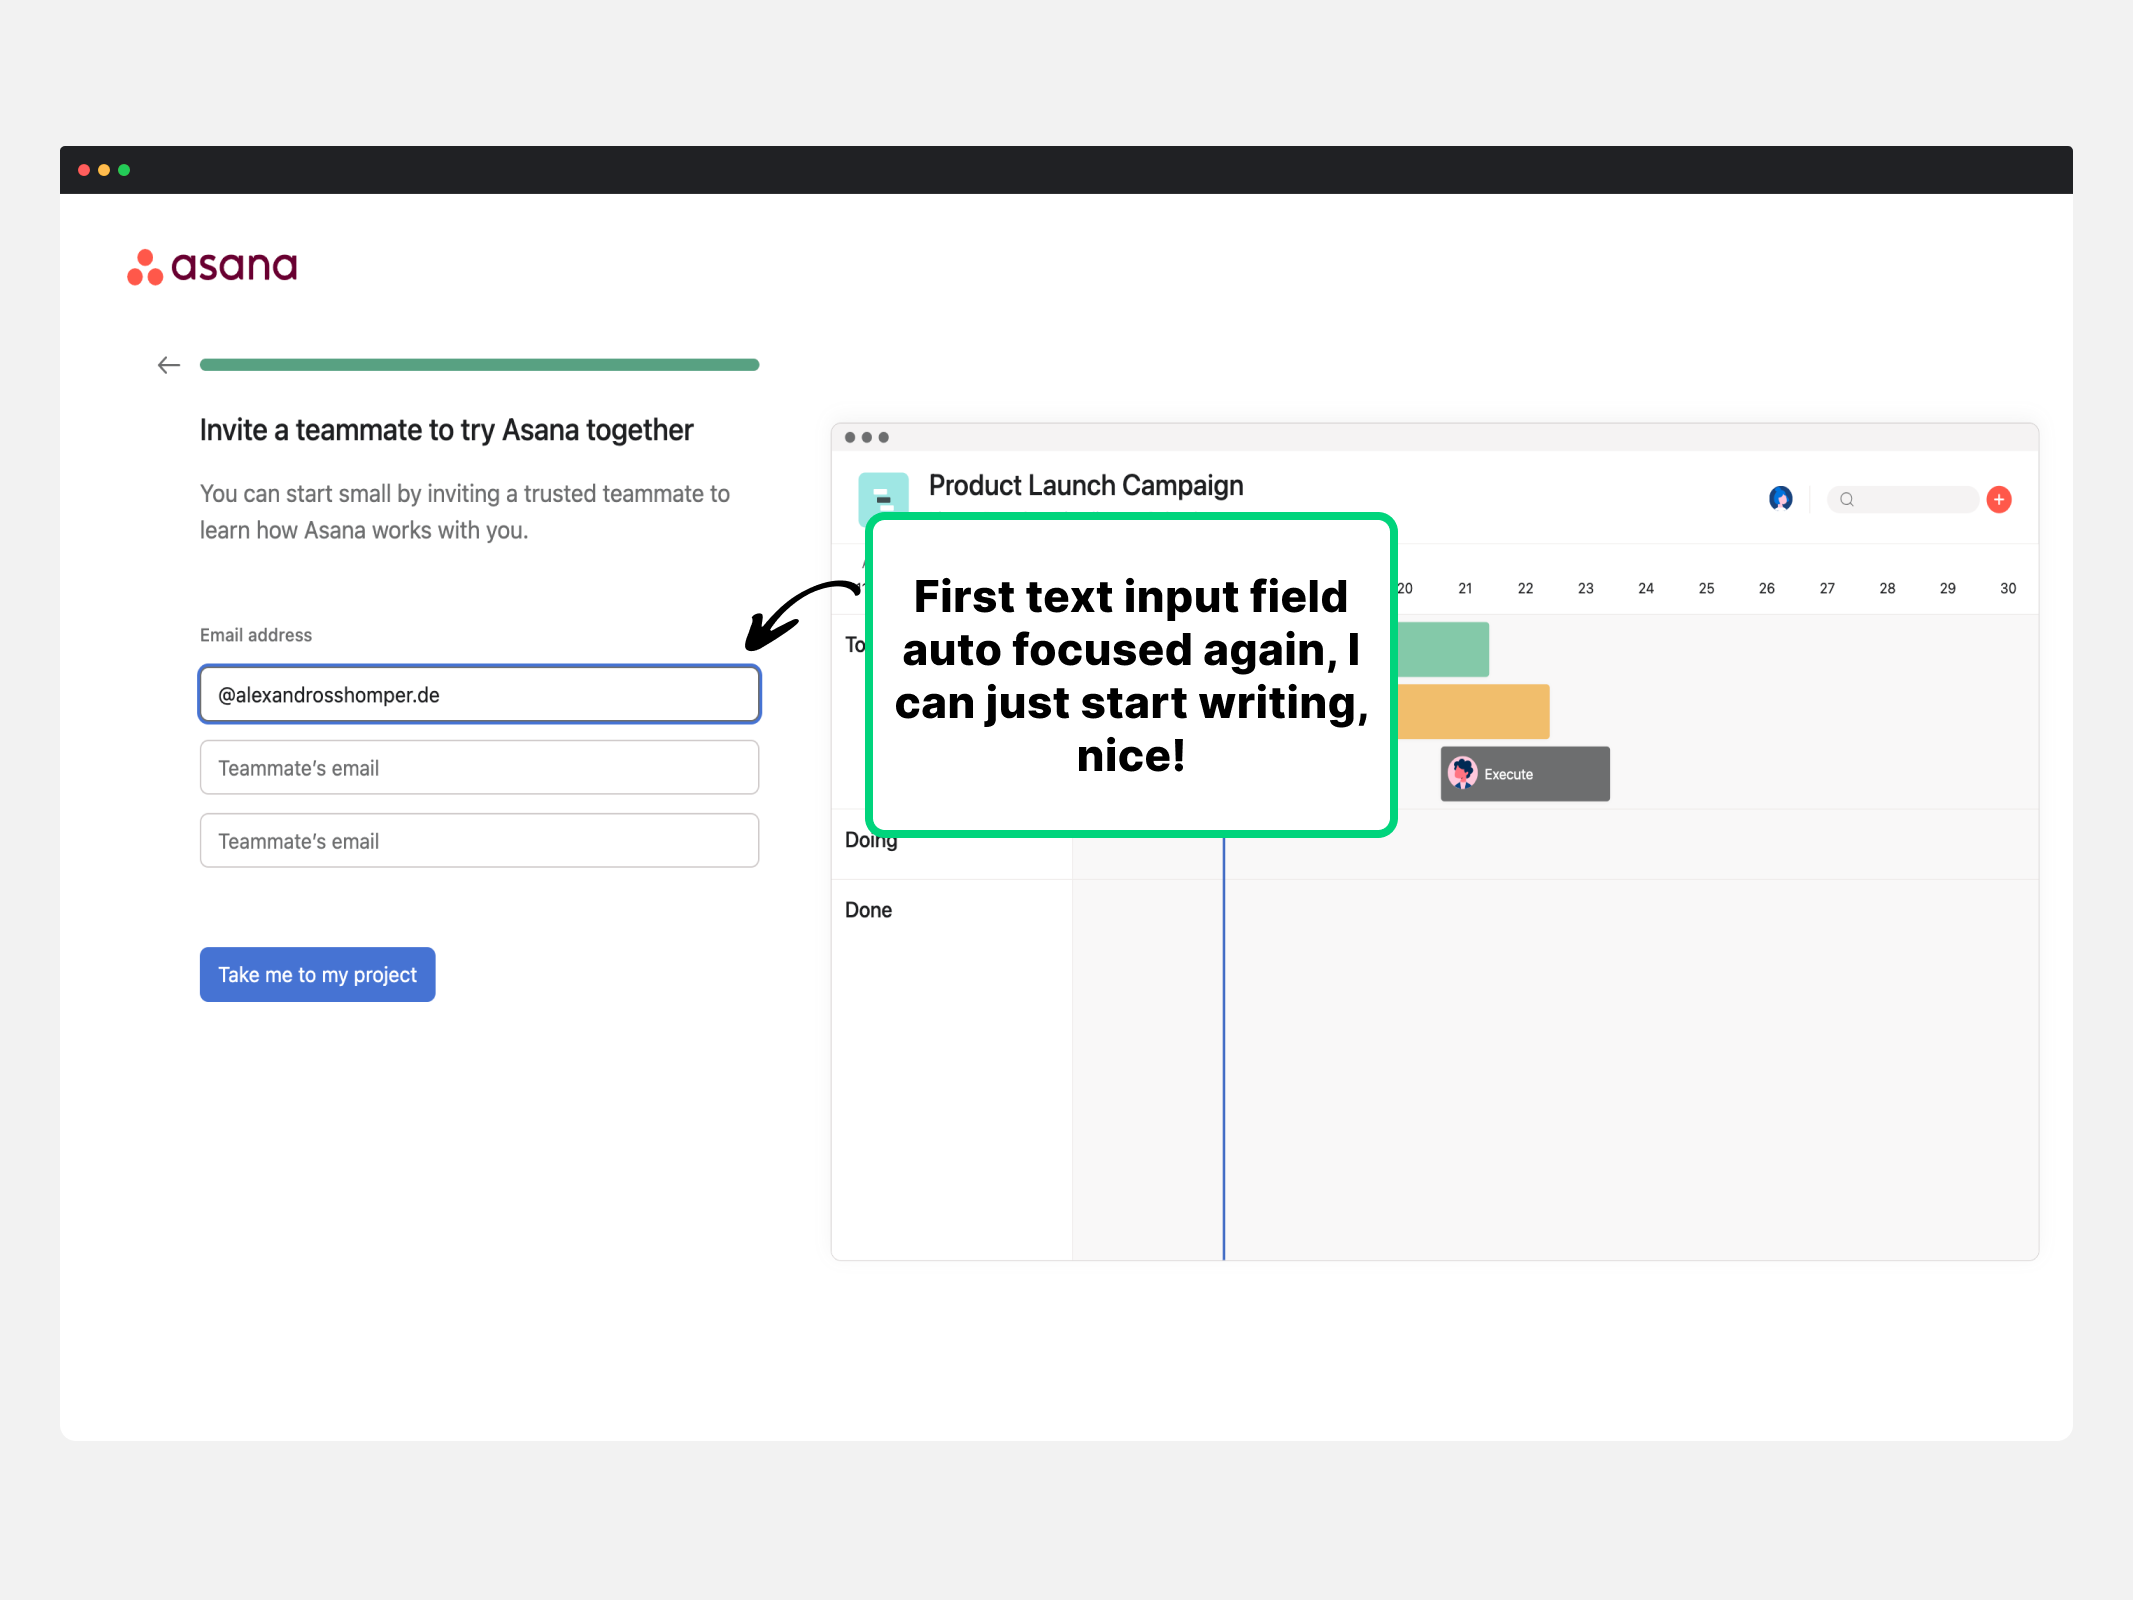 asana
Invite a teammate to try Asana together
You can start small by inviting a trusted teammate to
learn how Asana works with you.
Email address
@alexandrosshomper.de
Teammate's email
Teammate's email
Take me to my project
Product Launch Campaign
20 21 22 23 24 25 26 27 28 29 30
To
Execute
Doing
Done
First text input field
auto focused again, I
can just start writing,
nice!